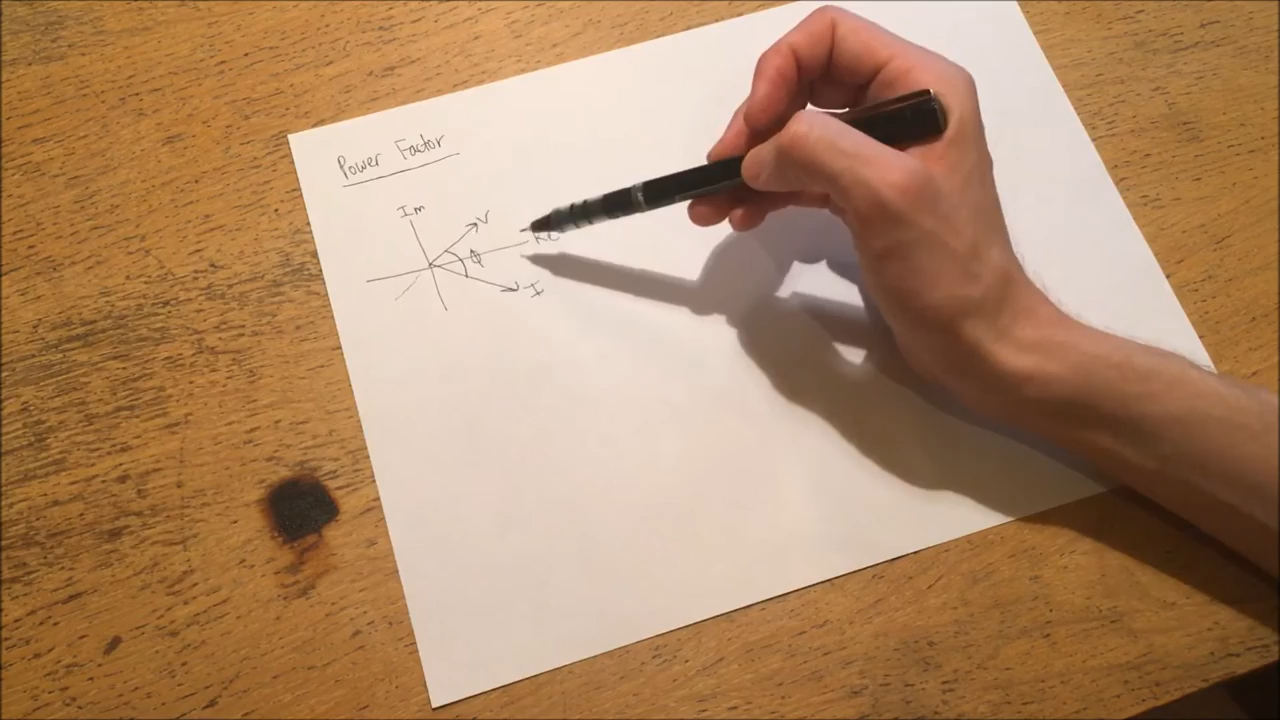 Power Factor
Im
V
Re
Φ
I